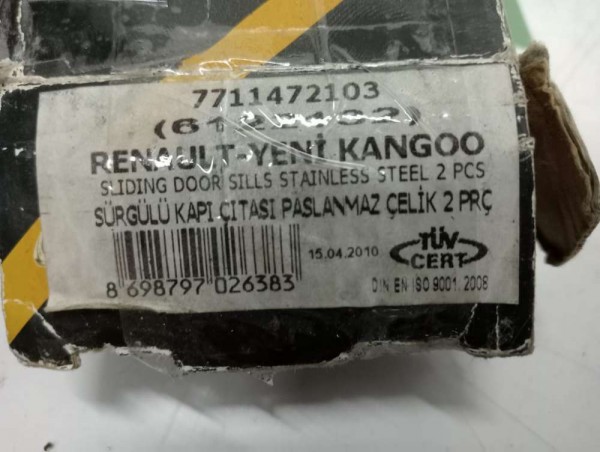 7711472103
RENAULT-YENİ KANGOO
SLIDING DOOR SILLS STAINLESS STEEL 2 PCS
SÜRGÜLÜ KAPI ÇITASI PASLANMAZ ÇELİK 2 PRÇ
15.04.2010
TÜV
CERT
8 698797 026383
DIN EN ISO 9001:2008